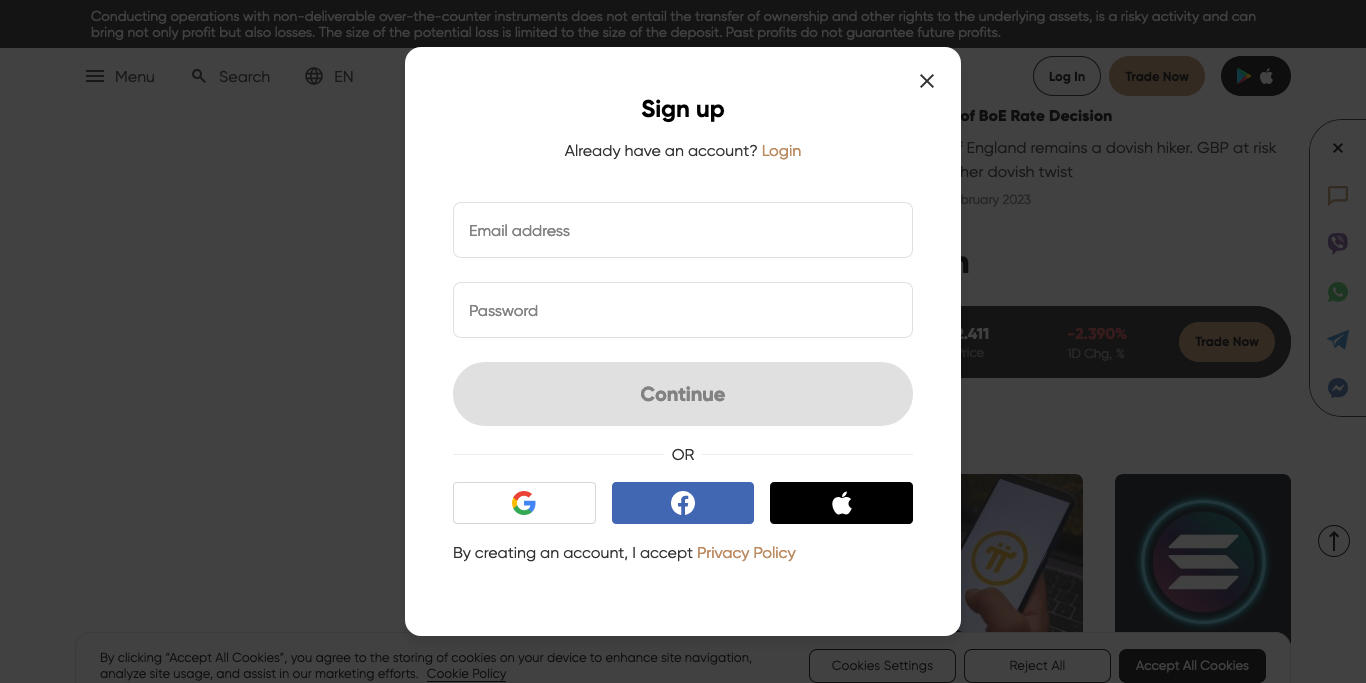 Conducting operations with non-deliverable over-the-counter instruments does not entail the transfer of ownership and other rights to the underlying assets, is a risky activity and can
bring not only profit but also losses. The size of the potential loss is limited to the size of the deposit. Past profits do not guarantee future profits.
Menu
Search
EN
Log In
Trade Now
of BoE Rate Decision
England remains a dovish hiker. GBP at risk
her dovish twist
bruary 2023
Sign up
Already have an account? Login
Email address
Password
Continue
OR
By creating an account, I accept Privacy Policy
2.411
-2.390%
rice
1D Chg, %
Trade Now
By clicking “Accept All Cookies”, you agree to the storing of cookies on your device to enhance site navigation,
analyze site usage, and assist in our marketing efforts. Cookie Policy
Cookies Settings
Reject All
Accept All Cookies